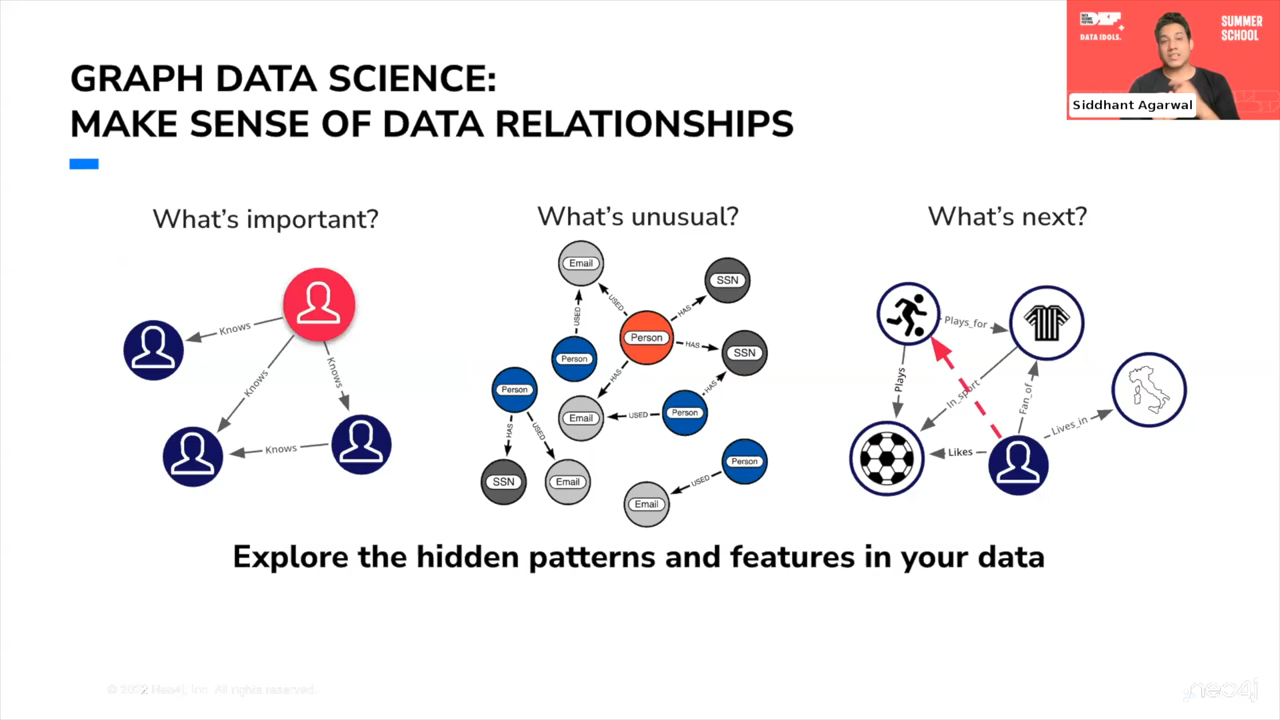 GRAPH DATA SCIENCE:
MAKE SENSE OF DATA RELATIONSHIPS
DATA IDOLS.
SUMMER
SCHOOL
Siddhant Agarwal
What's important?
Knows
Knows
Knows
Knows
What's unusual?
Email
SSN
USED
USED
HAS
Person
HAS
SSN
Person
Person
HAS
HAS
Email
USED
Person
HAS
USED
Person
SSN
Email
USED
Email
What's next?
Plays_for
Plays
In_sport
Fan_of
Lives_in
Likes
Explore the hidden patterns and features in your data
© 2022 Neo4j, Inc. All rights reserved.
neo4j